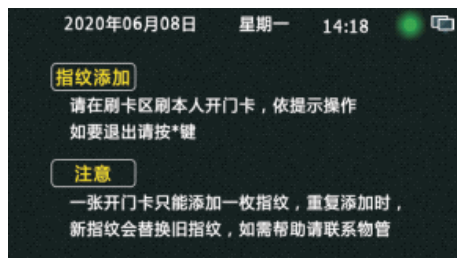 2020年06月08日 星期一 14:18
指纹添加
请在刷卡区刷本人开门卡，依提示操作
如要退出请按*键
注意
一张开门卡只能添加一枚指纹，重复添加时，
新指纹会替换旧指纹，如需帮助请联系物管